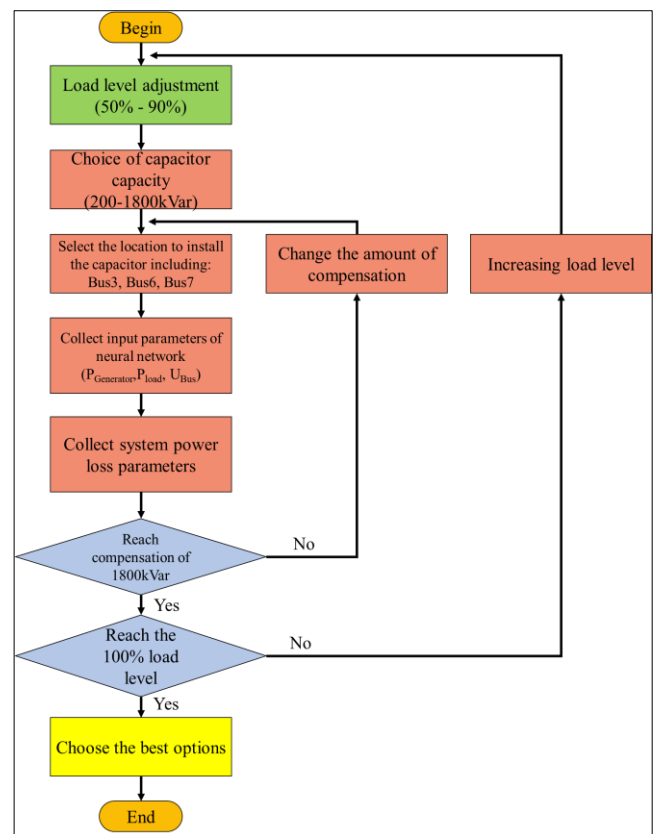 Begin
Load level adjustment
(50% - 90%)
Choice of capacitor
capacity
(200-1800kVar)
Select the location to install
the capacitor including:
Bus3, Bus6, Bus7
Change the amount of
compensation
Increasing load level
Collect input parameters of
neural network
(PGenerator,Pload, UBus)
Collect system power
loss parameters
Reach
compensation of
1800kVar
No
Yes
Reach the
100% load
level
No
Yes
Choose the best options
End